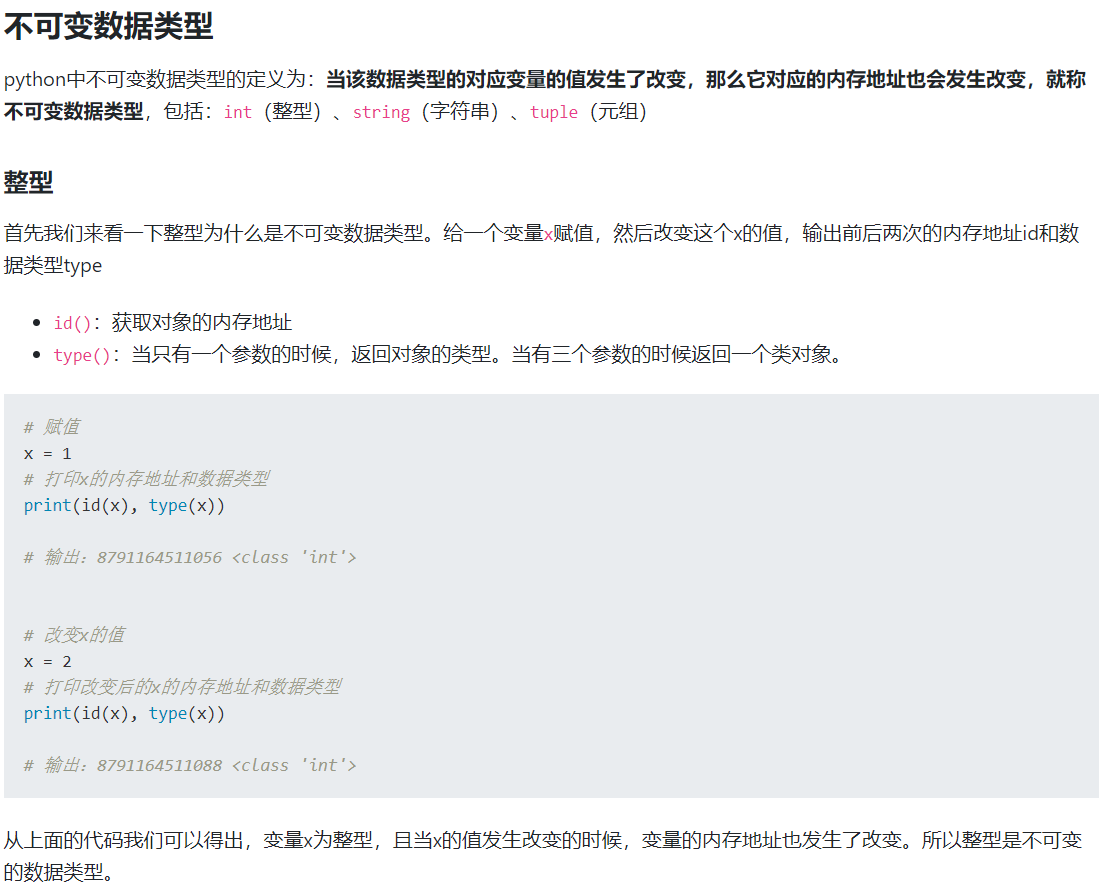 不可变数据类型
python中不可变数据类型的定义为：当该数据类型的对应变量的值发生了改变，那么它对应的内存地址也会发生改变，就称
不可变数据类型，包括：int（整型）、string（字符串）、tuple（元组）
整型
首先我们来看一下整型为什么是不可变数据类型。给一个变量x赋值，然后改变这个x的值，输出前后两次的内存地址id和数
据类型type
• id()：获取对象的内存地址
• type()：当只有一个参数的时候，返回对象的类型。当有三个参数的时候返回一个类对象。
# 赋值
x = 1
# 打印x的内存地址和数据类型
print(id(x), type(x))
# 输出：8791164511056 <class 'int'>
# 改变x的值
x = 2
# 打印改变后的x的内存地址和数据类型
print(id(x), type(x))
# 输出：8791164511088 <class 'int'>
从上面的代码我们可以得出，变量x为整型，且当x的值发生改变的时候，变量的内存地址也发生了改变。所以整型是不可变
的数据类型。